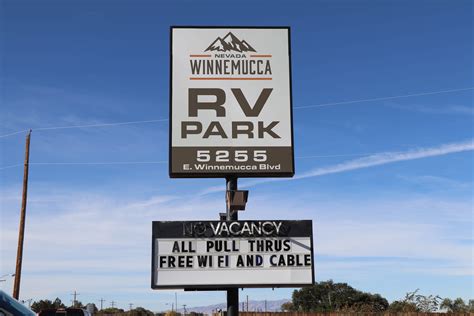 NEVADA
WINNEMUCCA
RV
PARK
5255
E. Winnemucca Blvd
NO VACANCY
ALL PULL THRUS
FREE WI FI AND CABLE